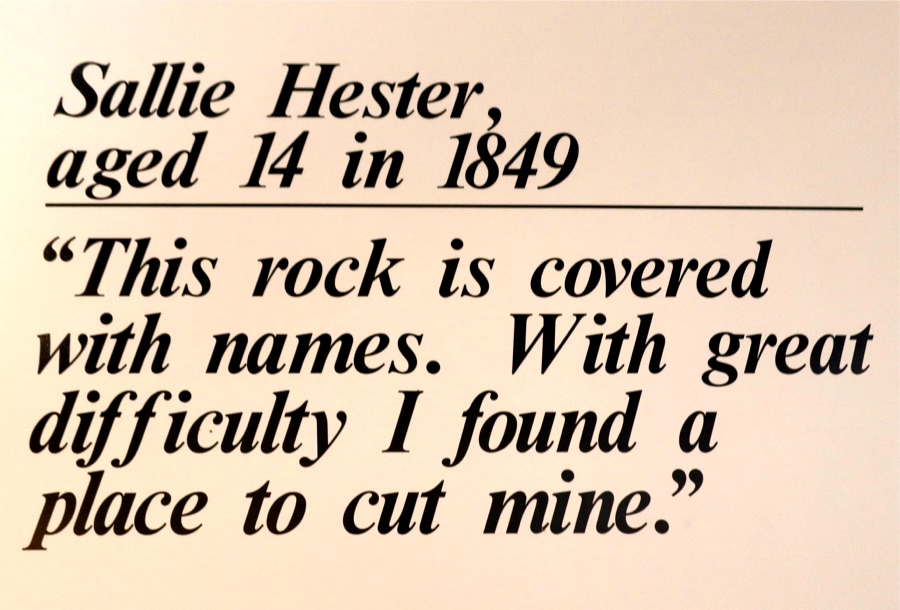 Sallie Hester,
aged 14 in 1849
“This rock is covered
with names. With great
difficulty I found a
place to cut mine.”